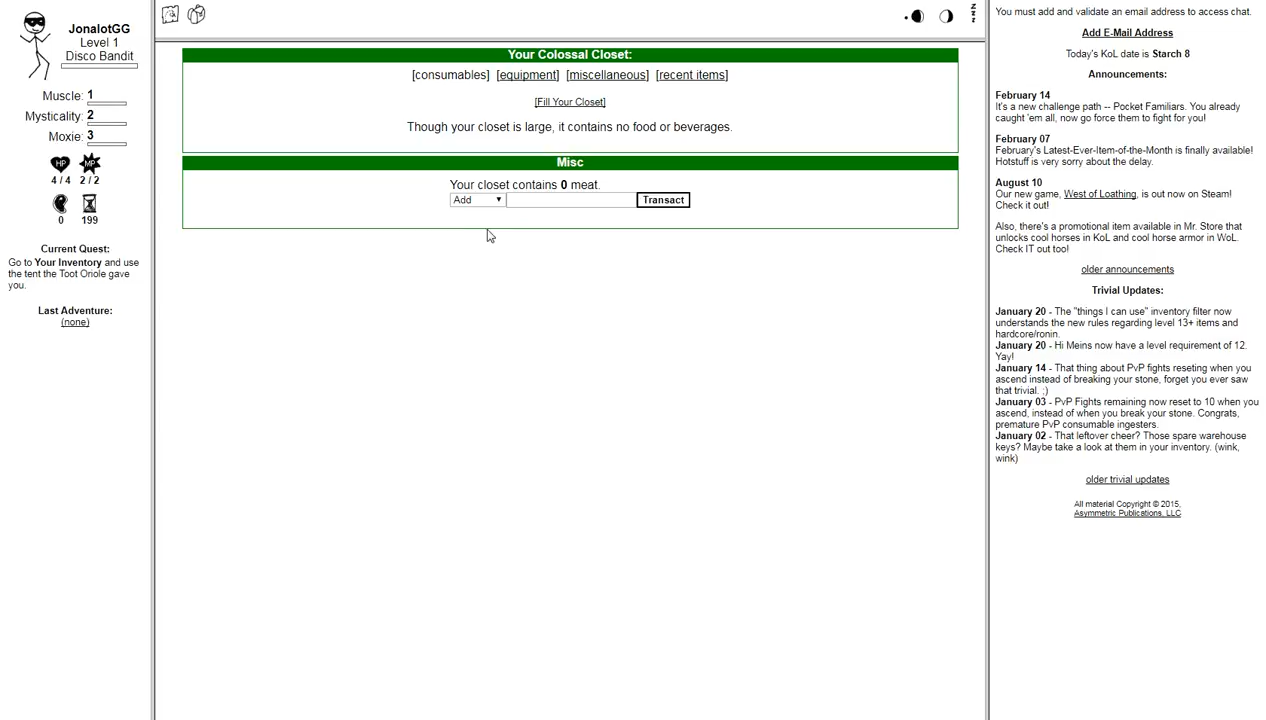 JonalotGG
Level 1
Disco Bandit
Muscle: 1
Mysticality: 2
Moxie: 3
HP MP
4 / 4 2 / 2
0 199
Current Quest:
Go to Your Inventory and use
the tent the Toot Oriole gave
you.
Last Adventure:
(none)
Z
Z
Z
Your Colossal Closet:
[consumables] [equipment] [miscellaneous] [recent items]
[Fill Your Closet]
Though your closet is large, it contains no food or beverages.
Misc
Your closet contains 0 meat.
Add Transact
You must add and validate an email address to access chat.
Add E-Mail Address
Today's KoL date is Starch 8
Announcements:
February 14
It's a new challenge path -- Pocket Familiars. You already
caught 'em all, now go force them to fight for you!
February 07
February's Latest-Ever-Item-of-the-Month is finally available!
Hotstuff is very sorry about the delay.
August 10
Our new game, West of Loathing, is out now on Steam!
Check it out!
Also, there's a promotional item available in Mr. Store that
unlocks cool horses in KoL and cool horse armor in WoL.
Check IT out too!
older announcements
Trivial Updates:
January 20 - The "things I can use" inventory filter now
understands the new rules regarding level 13+ items and
hardcore/ronin.
January 20 - Hi Meins now have a level requirement of 12.
Yay!
January 14 - That thing about PvP fights reseting when you
ascend instead of breaking your stone, forget you ever saw
that trivial. ;)
January 03 - PvP Fights remaining now reset to 10 when you
ascend, instead of when you break your stone. Congrats,
premature PvP consumable ingesters.
January 02 - That leftover cheer? Those spare warehouse
keys? Maybe take a look at them in your inventory. (wink,
wink)
older trivial updates
All material Copyright © 2015,
Asymmetric Publications, LLC